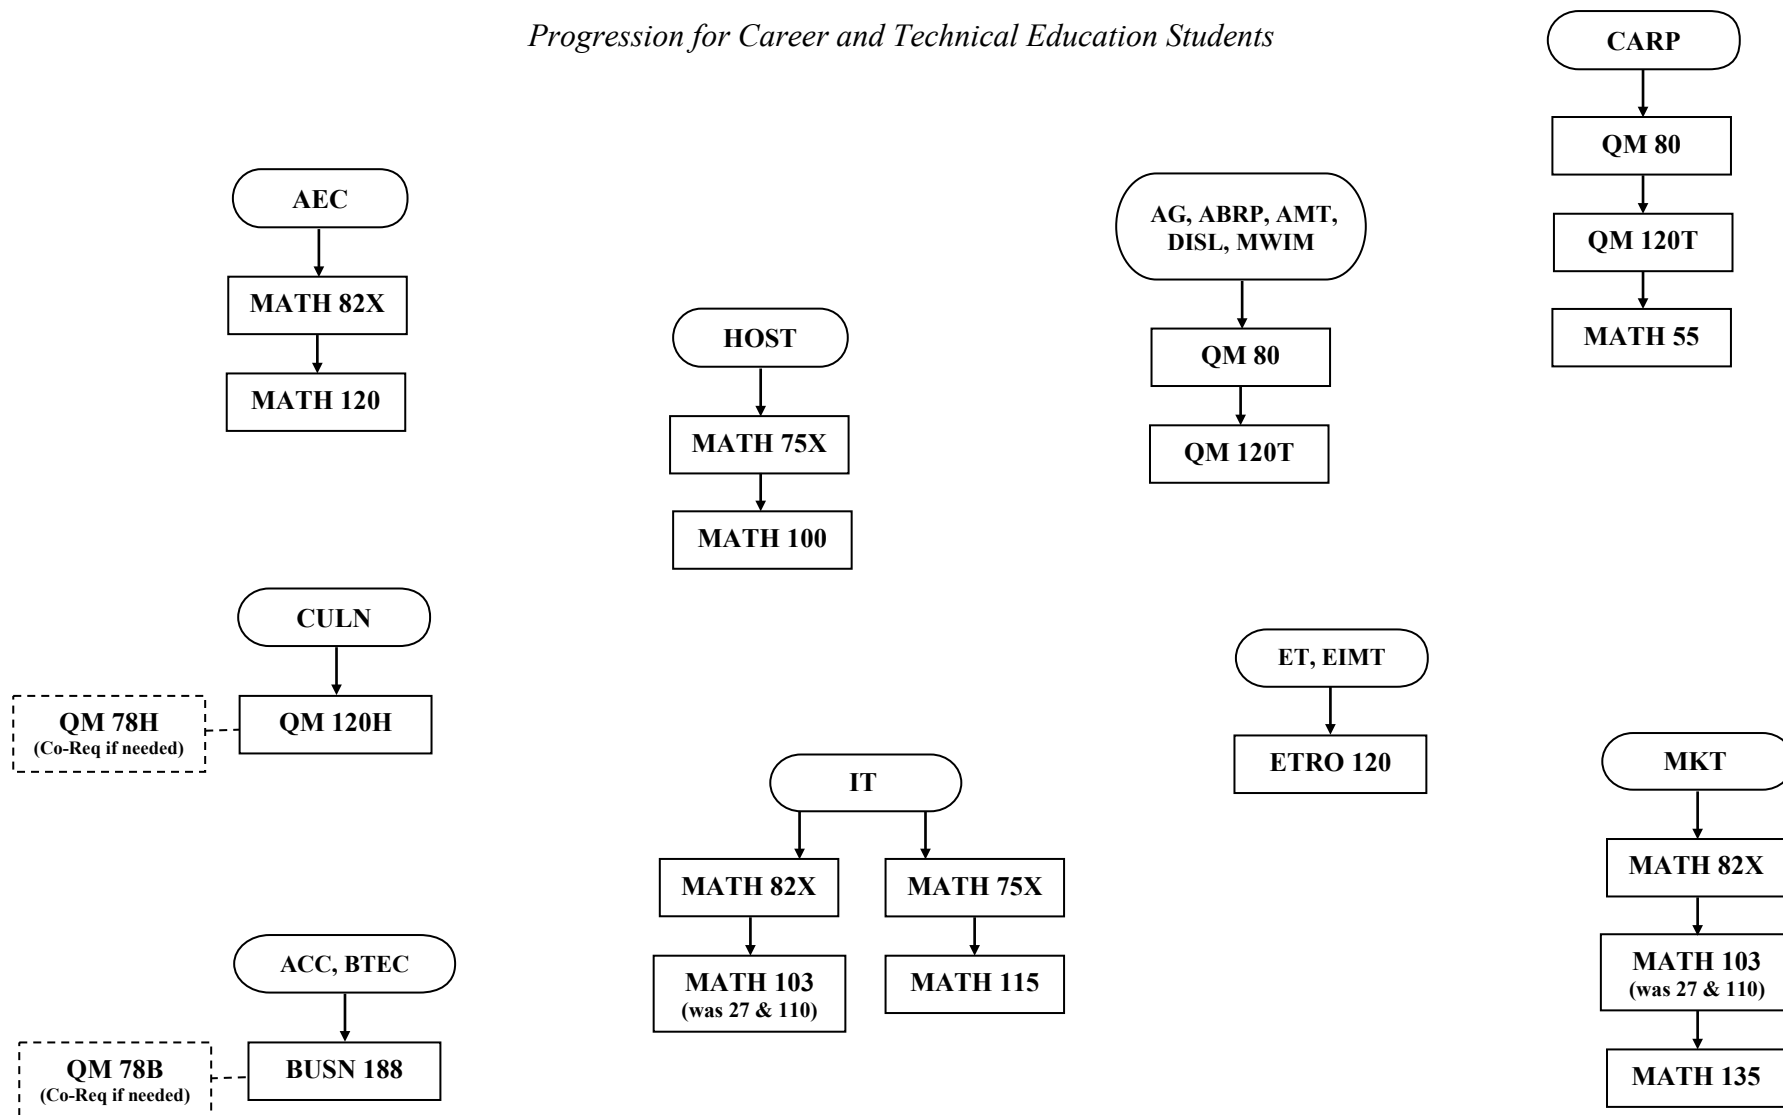 Progression for Career and Technical Education Students
CARP
QM 80
QM 120T
MATH 55
AEC
MATH 82X
MATH 120
HOST
MATH 75X
MATH 100
AG, ABRP, AMT,
DISL, MWIM
QM 80
QM 120T
CULN
QM 78H
(Co-Req if needed)
QM 120H
ET, EIMT
ETRO 120
IT
MATH 82X
MATH 75X
MATH 103
(was 27 & 110)
MATH 115
MKT
MATH 82X
MATH 103
(was 27 & 110)
MATH 135
ACC, BTEC
QM 78B
(Co-Req if needed)
BUSN 188